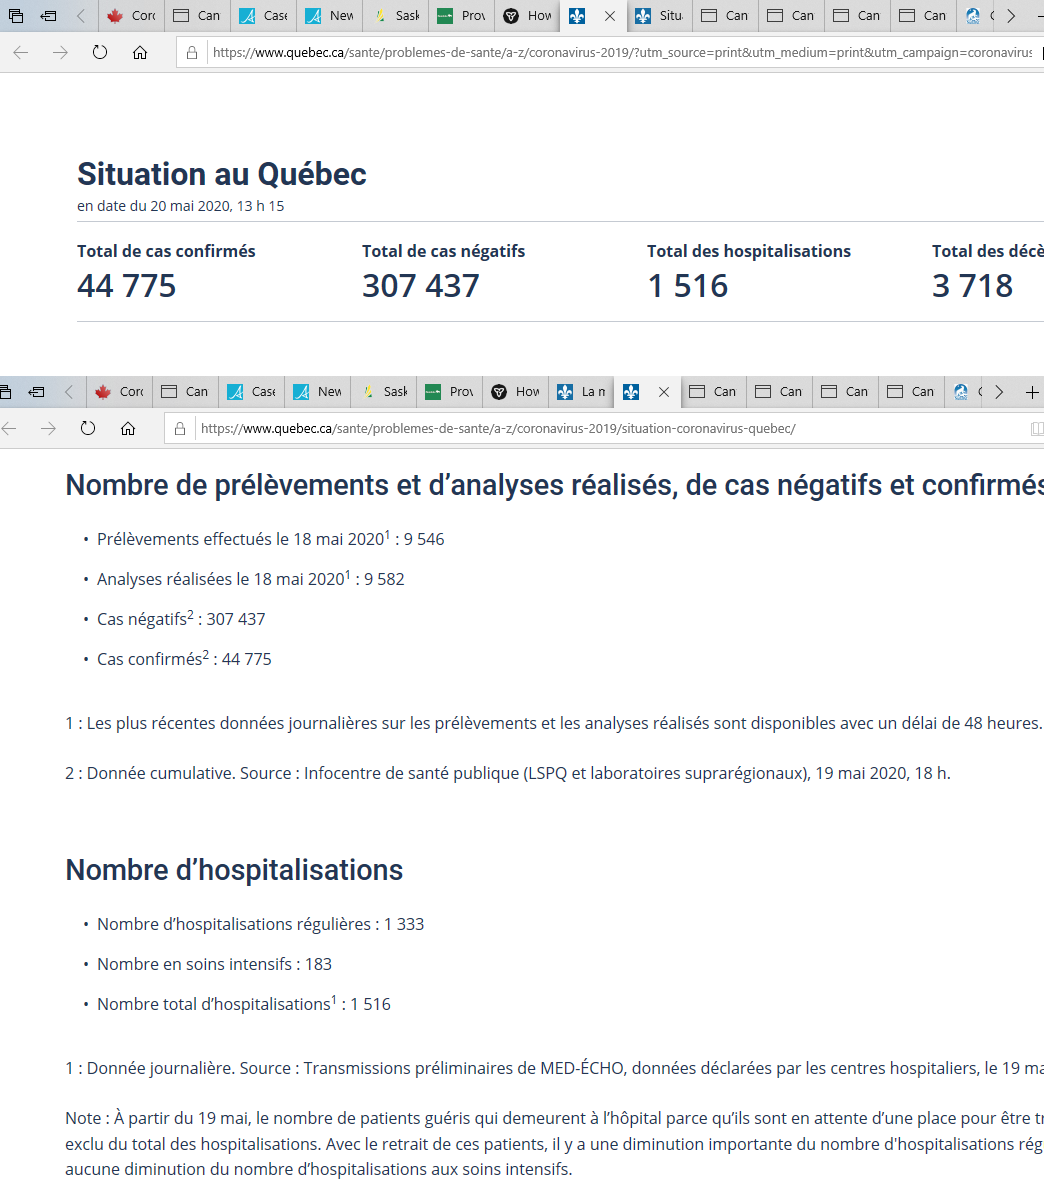 Corc
Can
Case
New
Sask
Prov
How
Situ
Can
Can
Can
Can
https://www.quebec.ca/sante/problemes-de-sante/a-z/coronavirus-2019/?utm_source=print&utm_medium=print&utm_campaign=coronavirus
Situation au Québec
en date du 20 mai 2020, 13 h 15
Total de cas confirmés
44 775
Total de cas négatifs
307 437
Total des hospitalisations
1 516
Total des décè
3 718
Corc
Can
Case
New
Sask
Prov
How
La n
Can
Can
Can
Can
https://www.quebec.ca/sante/problemes-de-sante/a-z/coronavirus-2019/situation-coronavirus-quebec/
Nombre de prélèvements et d’analyses réalisés, de cas négatifs et confirmés
• Prélèvements effectués le 18 mai 2020¹ : 9 546
• Analyses réalisées le 18 mai 2020¹ : 9 582
• Cas négatifs² : 307 437
• Cas confirmés² : 44 775
1 : Les plus récentes données journalières sur les prélèvements et les analyses réalisés sont disponibles avec un délai de 48 heures.
2 : Donnée cumulative. Source : Infocentre de santé publique (LSPQ et laboratoires suprarégionaux), 19 mai 2020, 18 h.
Nombre d’hospitalisations
• Nombre d’hospitalisations régulières : 1 333
• Nombre en soins intensifs : 183
• Nombre total d’hospitalisations¹ : 1 516
1 : Donnée journalière. Source : Transmissions préliminaires de MED-ÉCHO, données déclarées par les centres hospitaliers, le 19 ma
Note : À partir du 19 mai, le nombre de patients guéris qui demeurent à l’hôpital parce qu’ils sont en attente d’une place pour être tr
exclu du total des hospitalisations. Avec le retrait de ces patients, il y a une diminution importante du nombre d'hospitalisations rég
aucune diminution du nombre d’hospitalisations aux soins intensifs.